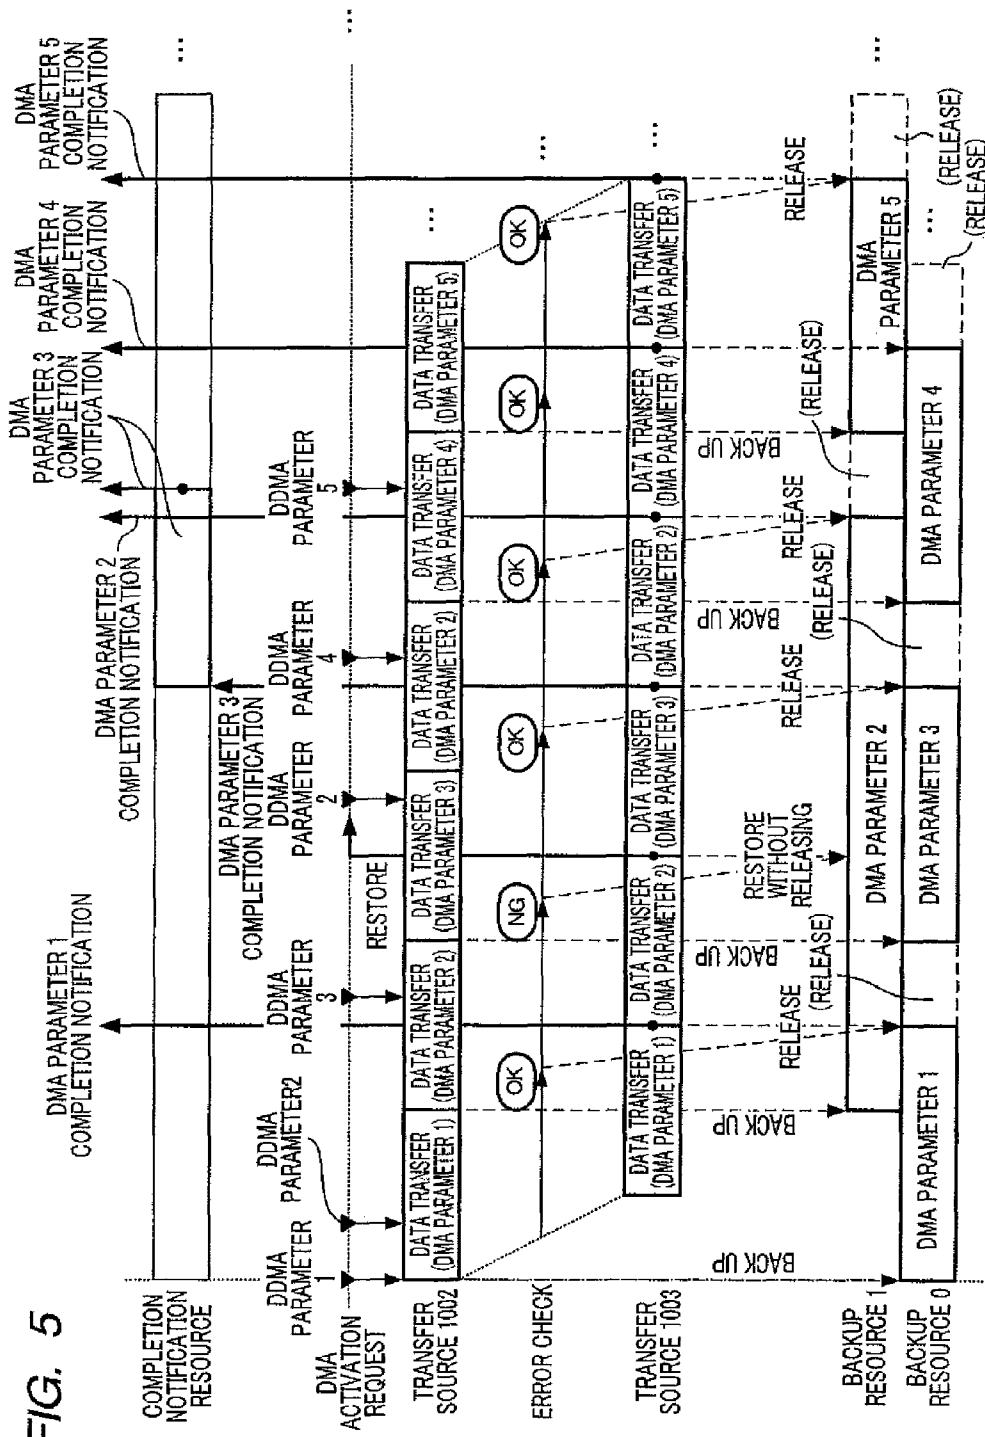 FIG. 5
DMA PARAMETER 1
COMPLETION NOTIFICATION
DMA PARAMETER 2
COMPLETION NOTIFICATION
DMA
PARAMETER 3
COMPLETION
NOTIFICATION
DMA
PARAMETER 4
COMPLETION
NOTIFICATION
DMA
PARAMETER 5
COMPLETION
NOTIFICATION
COMPLETION
NOTIFICATION
RESOURCE
...
DMA PARAMETER 3
COMPLETION NOTIFICATION
DDMA
PARAMETER
1
DDMA
PARAMETER2
DDMA
PARAMETER
3
DDMA
PARAMETER
2
DDMA
PARAMETER
4
DDMA
PARAMETER
5
DMA
ACTIVATION
REQUEST
RESTORE
...
TRANSFER
SOURCE 1002
DATA TRANSFER
(DMA PARAMETER 1)
DATA TRANSFER
(DMA PARAMETER 2)
DATA TRANSFER
(DMA PARAMETER 3)
DATA TRANSFER
(DMA PARAMETER 2)
DATA TRANSFER
(DMA PARAMETER 4)
DATA TRANSFER
(DMA PARAMETER 5)
...
ERROR CHECK
OK
NG
OK
OK
OK
OK
...
TRANSFER
SOURCE 1003
DATA TRANSFER
(DMA PARAMETER 1)
DATA TRANSFER
(DMA PARAMETER 2)
DATA TRANSFER
(DMA PARAMETER 3)
DATA TRANSFER
(DMA PARAMETER 2)
DATA TRANSFER
(DMA PARAMETER 4)
DATA TRANSFER
(DMA PARAMETER 5)
...
BACK UP
BACK UP
RELEASE
(RELEASE)
BACK UP
RESTORE
WITHOUT
RELEASING
RELEASE
(RELEASE)
BACK UP
RELEASE
(RELEASE)
BACK UP
RELEASE
BACKUP
RESOURCE 1
DMA PARAMETER 2
DMA
PARAMETER 5
...
(RELEASE)
BACKUP
RESOURCE 0
DMA PARAMETER 1
DMA PARAMETER 3
DMA PARAMETER 4
...
(RELEASE)